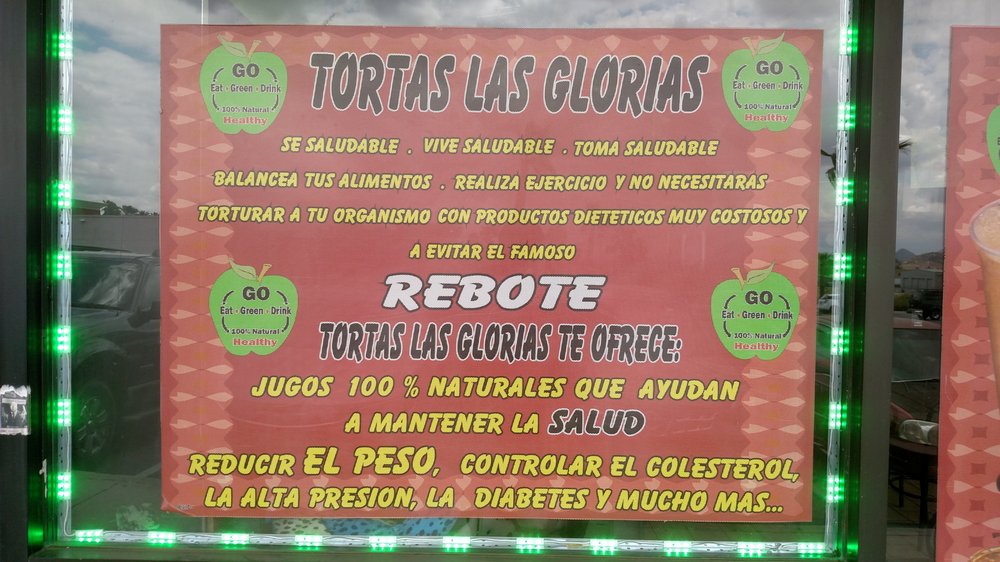 GO
Eat · Green · Drink
100% Natural
Healthy
TORTAS LAS GLORIAS
GO
Eat · Green · Drink
100% Natural
Healthy
SE SALUDABLE . VIVE SALUDABLE . TOMA SALUDABLE
BALANCEA TUS ALIMENTOS . REALIZA EJERCICIO Y NO NECESITARAS
TORTURAR A TU ORGANISMO CON PRODUCTOS DIETETICOS MUY COSTOSOS Y
A EVITAR EL FAMOSO
REBOTE
GO
Eat · Green · Drink
100% Natural
Healthy
GO
Eat · Green · Drink
100% Natural
Healthy
TORTAS LAS GLORIAS TE OFRECE:
JUGOS 100 % NATURALES QUE AYUDAN
A MANTENER LA SALUD
REDUCIR EL PESO, CONTROLAR EL COLESTEROL,
LA ALTA PRESION, LA DIABETES Y MUCHO MAS...